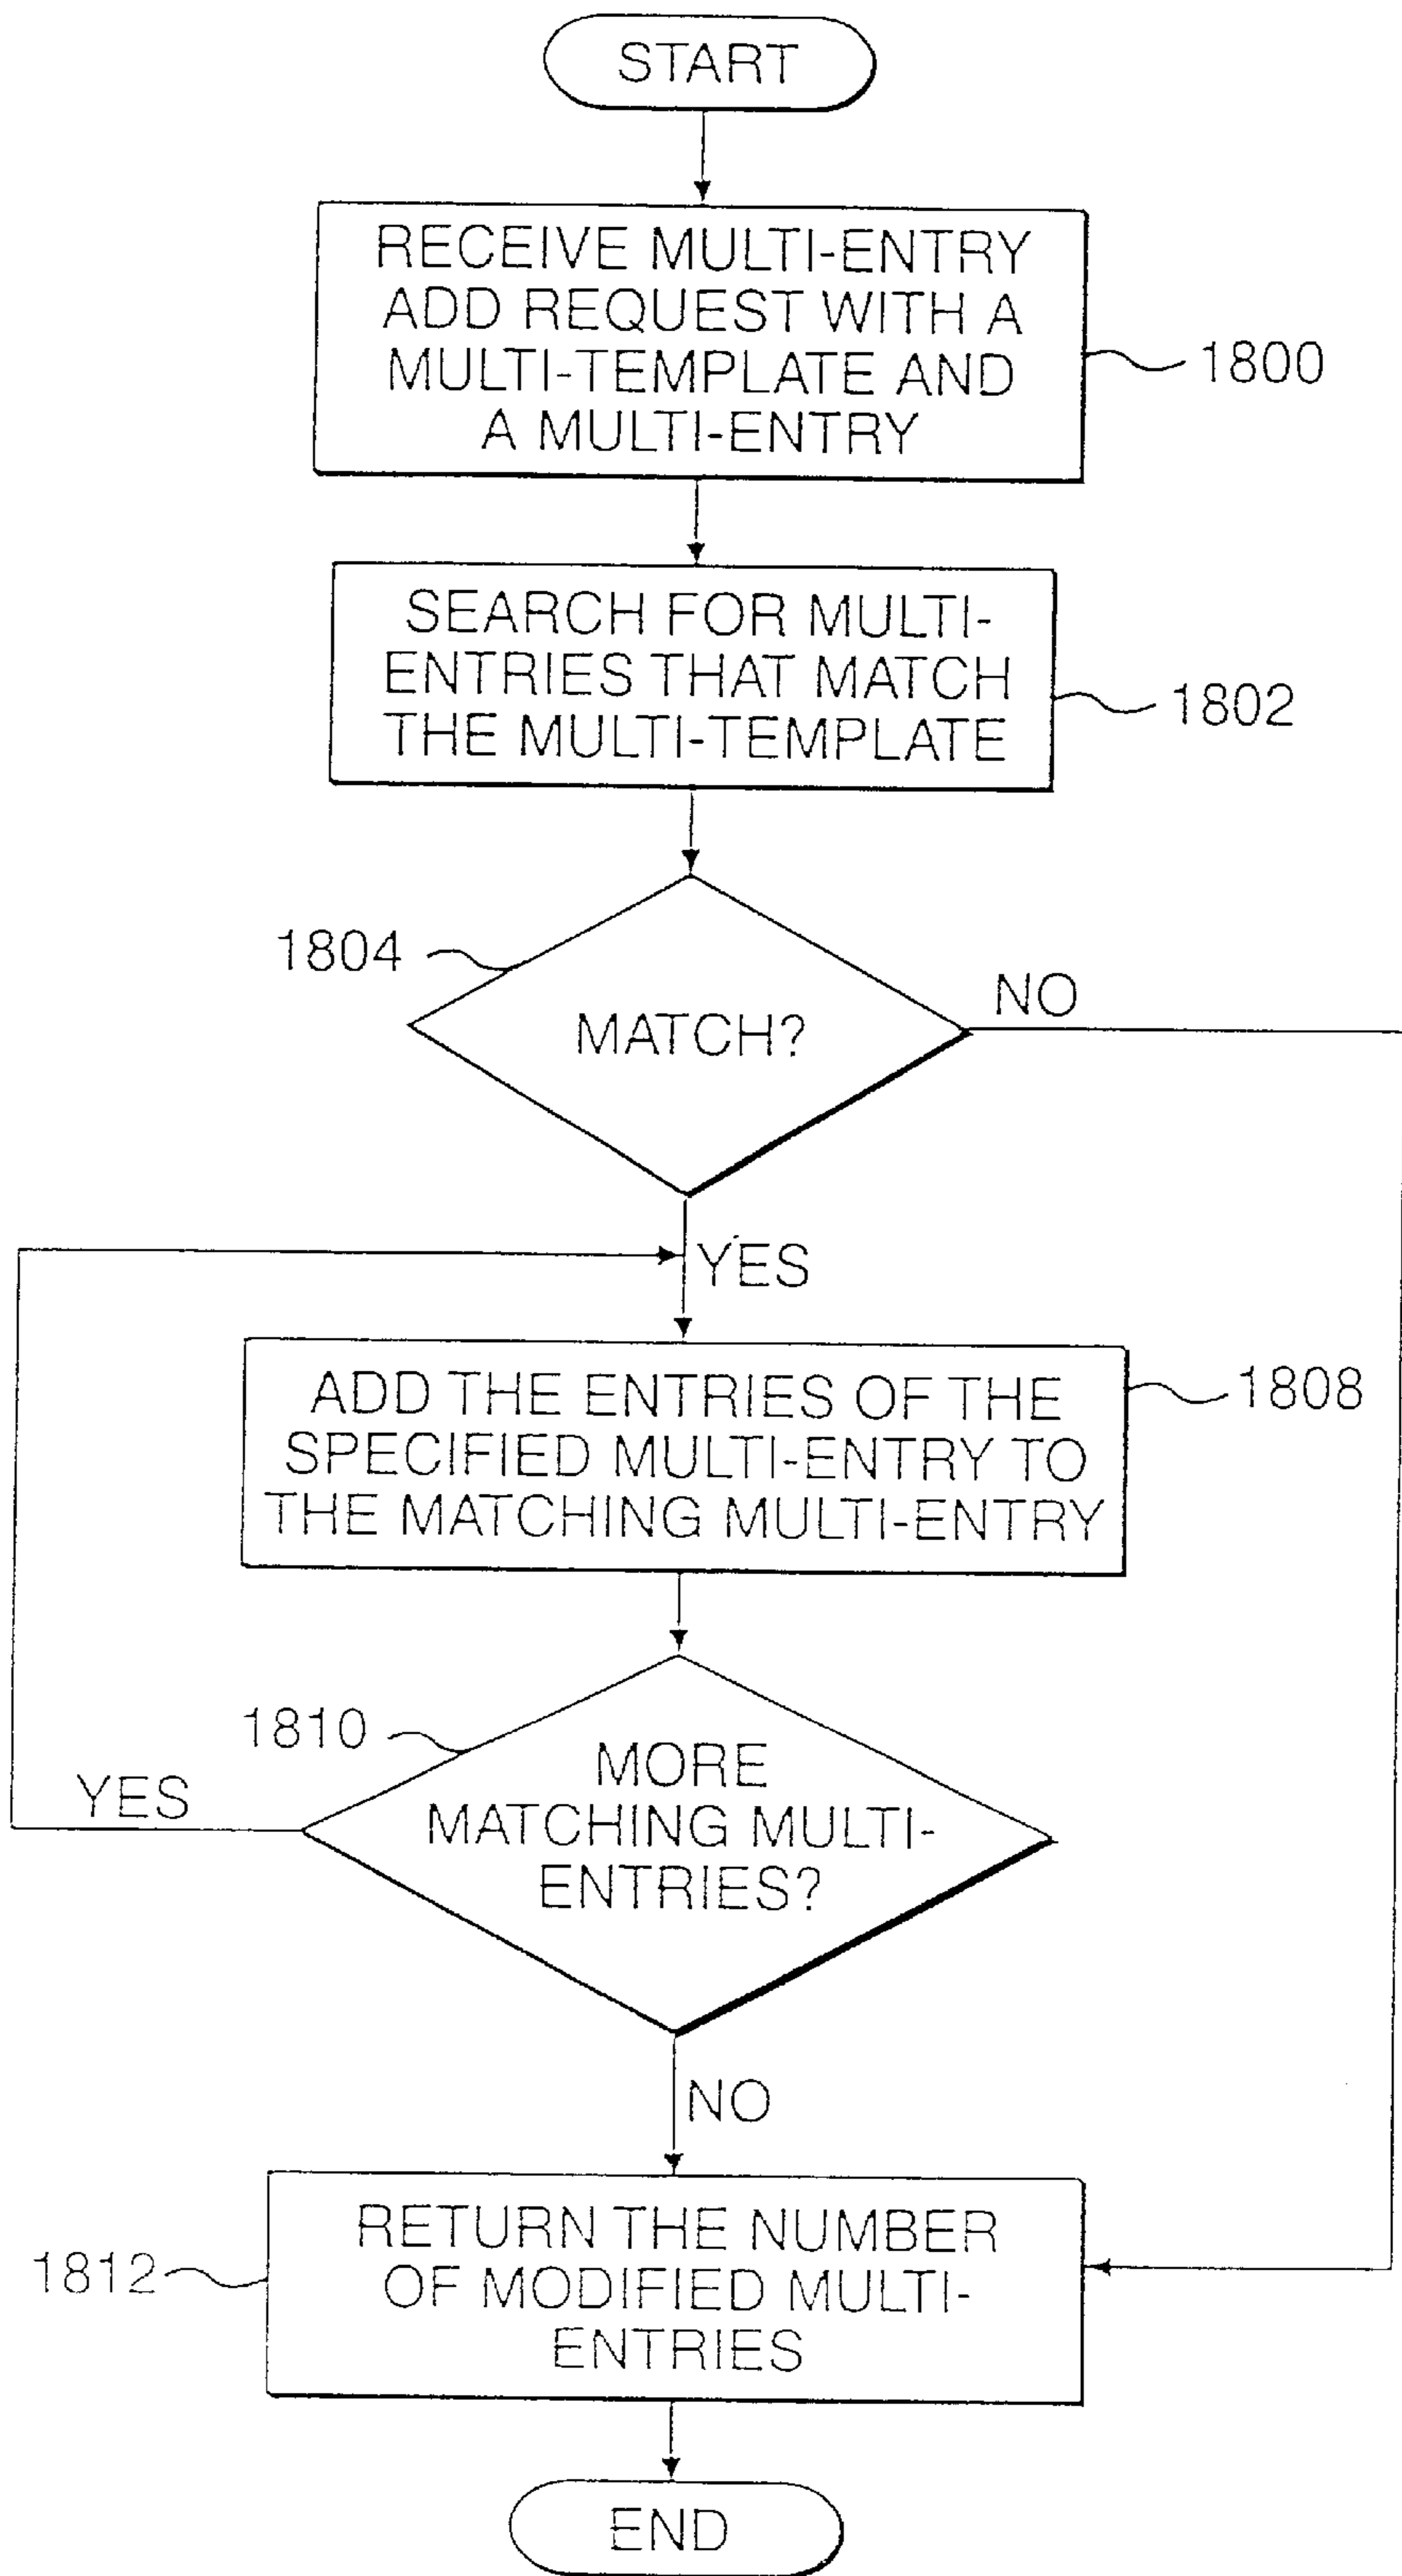 START
RECEIVE MULTI-ENTRY
ADD REQUEST WITH A
MULTI-TEMPLATE AND
A MULTI-ENTRY
1800
SEARCH FOR MULTI-
ENTRIES THAT MATCH
THE MULTI-TEMPLATE
1802
1804
MATCH?
NO
YES
ADD THE ENTRIES OF THE
SPECIFIED MULTI-ENTRY TO
THE MATCHING MULTI-ENTRY
1808
1810
MORE
MATCHING MULTI-
ENTRIES?
YES
NO
RETURN THE NUMBER
OF MODIFIED MULTI-
ENTRIES
1812
END